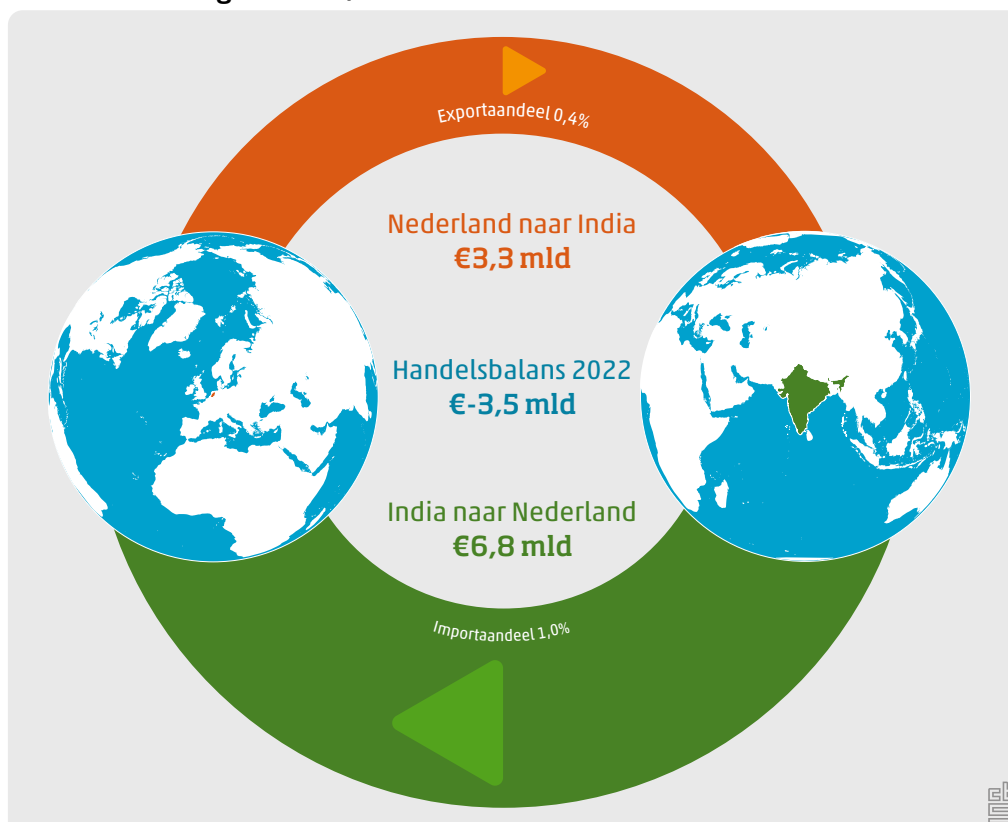 Exportaandeel 0,4%
Nederland naar India
€3,3 mld
Handelsbalans 2022
€-3,5 mld
India naar Nederland
€6,8 mld
Importaandeel 1,0%